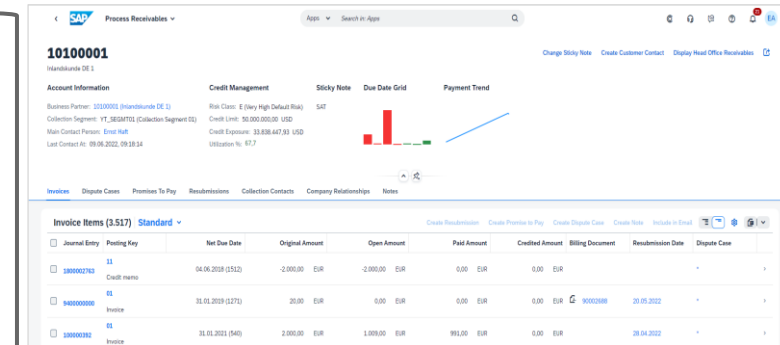 SAP Process Receivables Apps Search in: Apps EA
10100001
Change Sticky Note Create Customer Contact Display Head Office Receivables
Inlandskunde DE 1
Account Information Credit Management Sticky Note Due Date Grid Payment Trend
Business Partner: 10100001 (Inlandskunde DE 1) Risk Class: E (Very High Default Risk) SAT
Collection Segment: YT_SEGMT01 (Collection Segment 01) Credit Limit: 50.000.000,00 USD
Main Contact Person: Ernst Haft Credit Exposure: 33.838.447,93 USD
Last Contact At: 09.06.2022, 09:18:14 Utilization %: 67,7
Invoices Dispute Cases Promises To Pay Resubmissions Collection Contacts Company Relationships Notes
Invoice Items (3.517) Standard Create Resubmission Create Promise to Pay Create Dispute Case Create Note Include in Email
Journal Entry Posting Key Net Due Date Original Amount Open Amount Paid Amount Credited Amount Billing Document Resubmission Date Dispute Case
11
1800002763 04.06.2018 (1512) -2.000,00 EUR -2.000,00 EUR 0,00 EUR 0,00 EUR
Credit memo
01
9400000000 31.01.2019 (1271) 20,00 EUR 0,00 EUR 0,00 EUR 0,00 EUR 90002688 20.05.2022
Invoice
01
100000392 31.01.2021 (540) 2.000,00 EUR 1.009,00 EUR 991,00 EUR 0,00 EUR 28.04.2022
Invoice